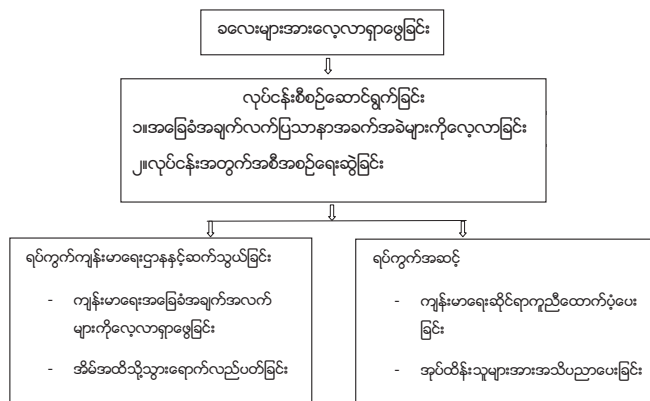 ခလေးများအားလေ့လာရှာဖွေခြင်း
လုပ်ငန်းစီစဉ်ဆောင်ရွက်ခြင်း
၁။အခြေခံအချက်လက်ပြသာနာအခက်အခဲများကိုလေ့လာခြင်း
၂။လုပ်ငန်းအတွက်အစီအစဉ်ရေးဆွဲခြင်း
ရပ်ကွက်ကျန်းမာရေးဌာနနှင့်ဆက်သွယ်ခြင်း
- ကျန်းမာရေးအခြေခံအချက်အလက်
များကိုလေ့လာရှာဖွေခြင်း
- အိမ်အထိသို့သွားရောက်လည်ပတ်ခြင်း
ရပ်ကွက်အဆင့်
- ကျန်းမာရေးဆိုင်ရာကူညီထောက်ပံ့ပေး
ခြင်း
- အုပ်ထိန်းသူများအားအသိပညာပေးခြင်း